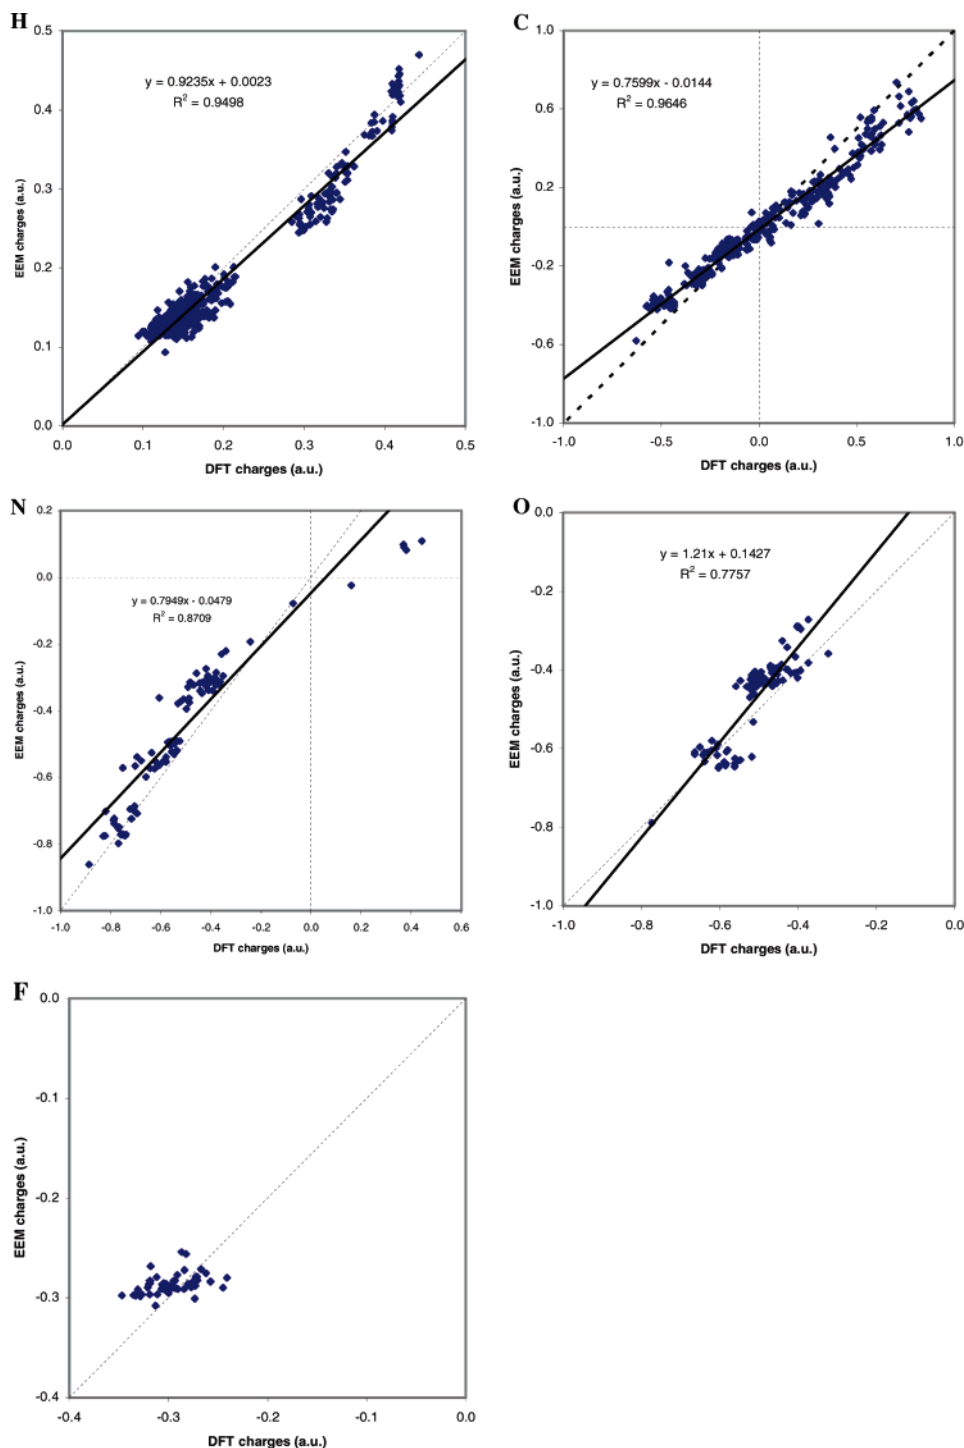 H
0.5
0.4
0.3
0.2
0.1
0.0
EEM charges (a.u.)
y = 0.9235x + 0.0023
R² = 0.9498
0.0 0.1 0.2 0.3 0.4 0.5
DFT charges (a.u.)
C
1.0
0.6
0.2
-0.2
-0.6
-1.0
EEM charges (a.u.)
y = 0.7599x - 0.0144
R² = 0.9646
-1.0 -0.5 0.0 0.5 1.0
DFT charges (a.u.)
N
0.2
0.0
-0.2
-0.4
-0.6
-0.8
-1.0
EEM charges (a.u.)
y = 0.7949x - 0.0479
R² = 0.8709
-1.0 -0.8 -0.6 -0.4 -0.2 0.0 0.2 0.4 0.6
DFT charges (a.u.)
O
0.0
-0.2
-0.4
-0.6
-0.8
-1.0
EEM charges (a.u.)
y = 1.21x + 0.1427
R² = 0.7757
-1.0 -0.8 -0.6 -0.4 -0.2 0.0
DFT charges (a.u.)
F
0.0
-0.1
-0.2
-0.3
-0.4
EEM charges (a.u.)
-0.4 -0.3 -0.2 -0.1 0.0
DFT charges (a.u.)